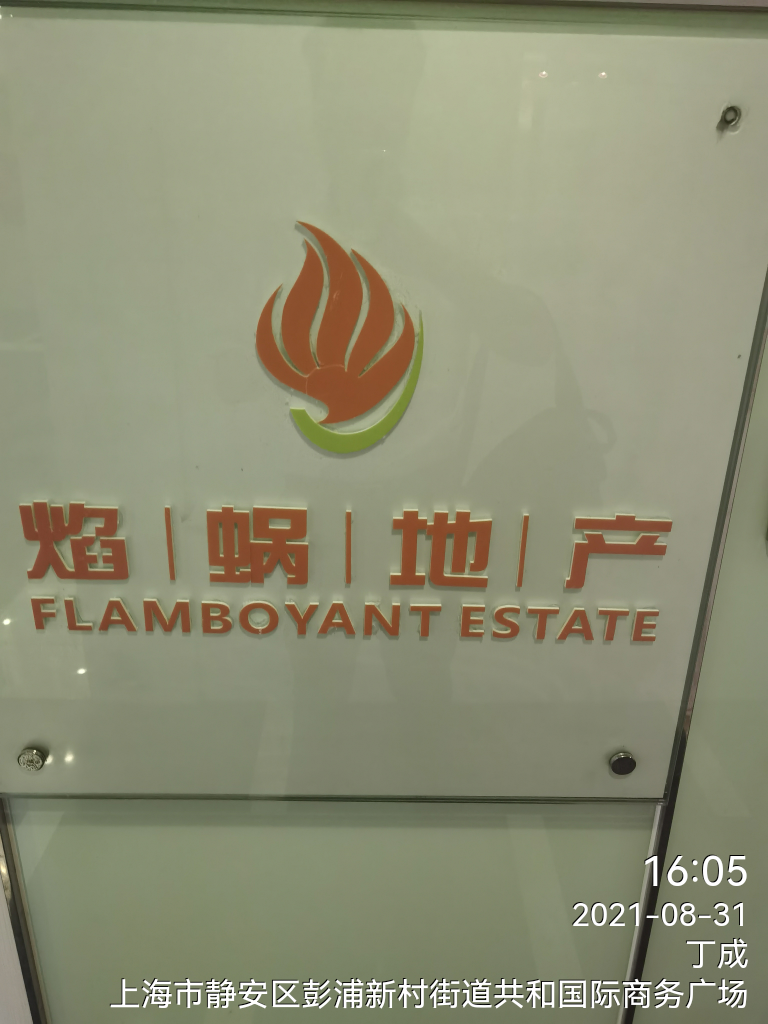 焰|蜗|地|产
FLAMBOYANT ESTATE
16:05
2021-08-31
丁成
上海市静安区彭浦新村街道共和国际商务广场